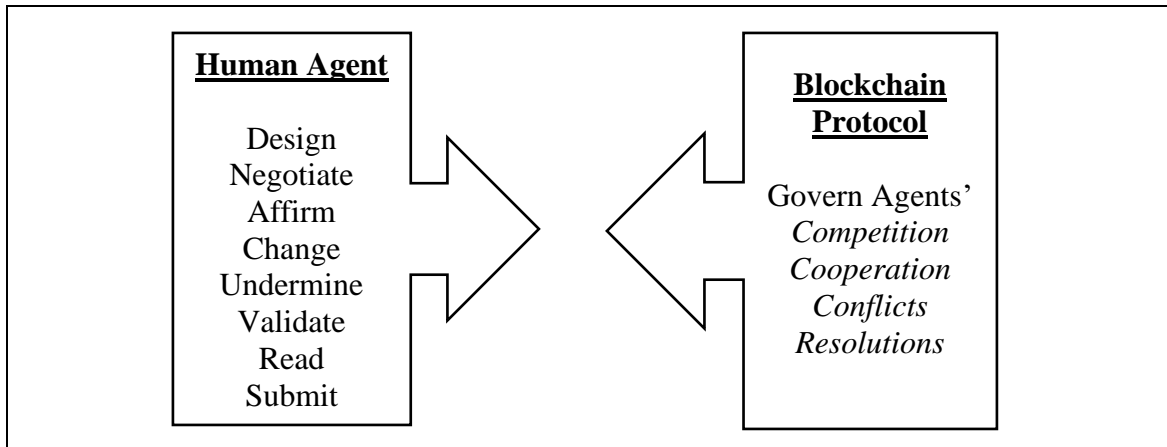 Human Agent
Design
Negotiate
Affirm
Change
Undermine
Validate
Read
Submit
Blockchain
Protocol
Govern Agents’
Competition
Cooperation
Conflicts
Resolutions